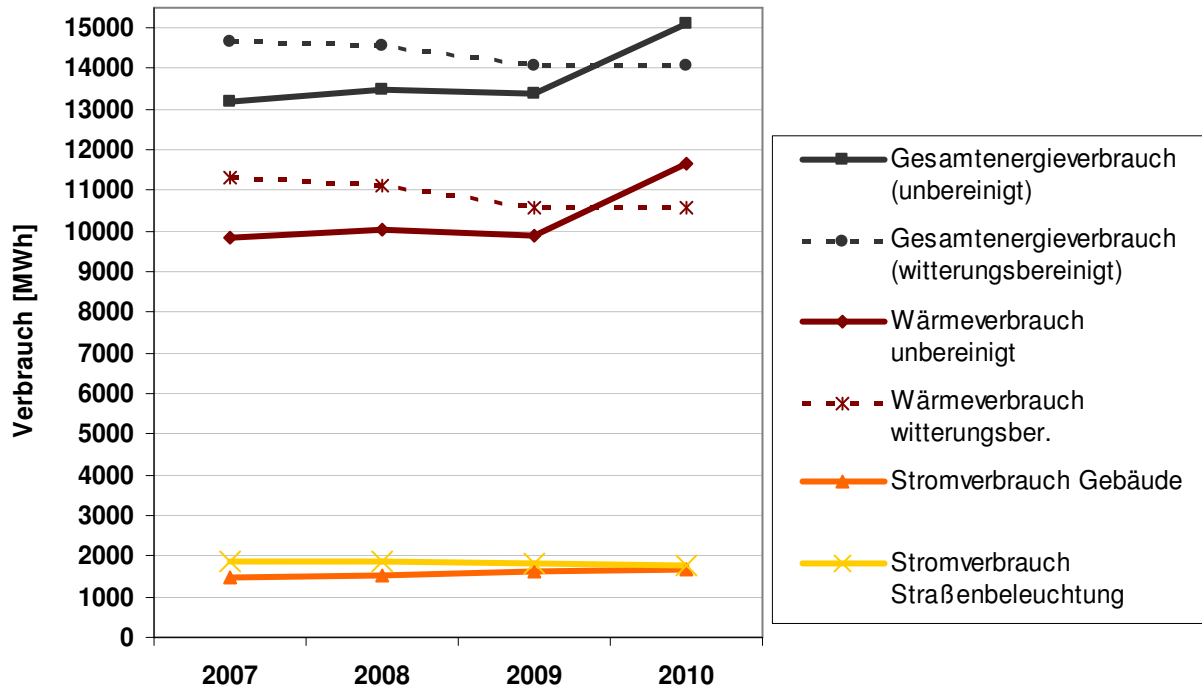 15000
14000
13000
12000
11000
10000
9000
8000
7000
6000
5000
4000
3000
2000
1000
0
Verbrauch [MWh]
2007 2008 2009 2010
Gesamtenergieverbrauch
(unbereinigt)
Gesamtenergieverbrauch
(witterungsbereinigt)
Wärmeverbrauch
unbereinigt
Wärmeverbrauch
witterungsber.
Stromverbrauch Gebäude
Stromverbrauch
Straßenbeleuchtung